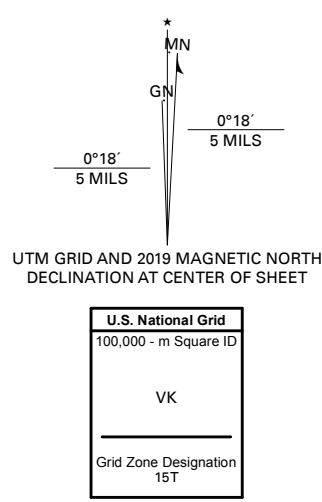 ★
MN
GN
0°18´
5 MILS
0°18´
5 MILS
UTM GRID AND 2019 MAGNETIC NORTH
DECLINATION AT CENTER OF SHEET
U.S. National Grid
100,000 - m Square ID
VK
Grid Zone Designation
15T